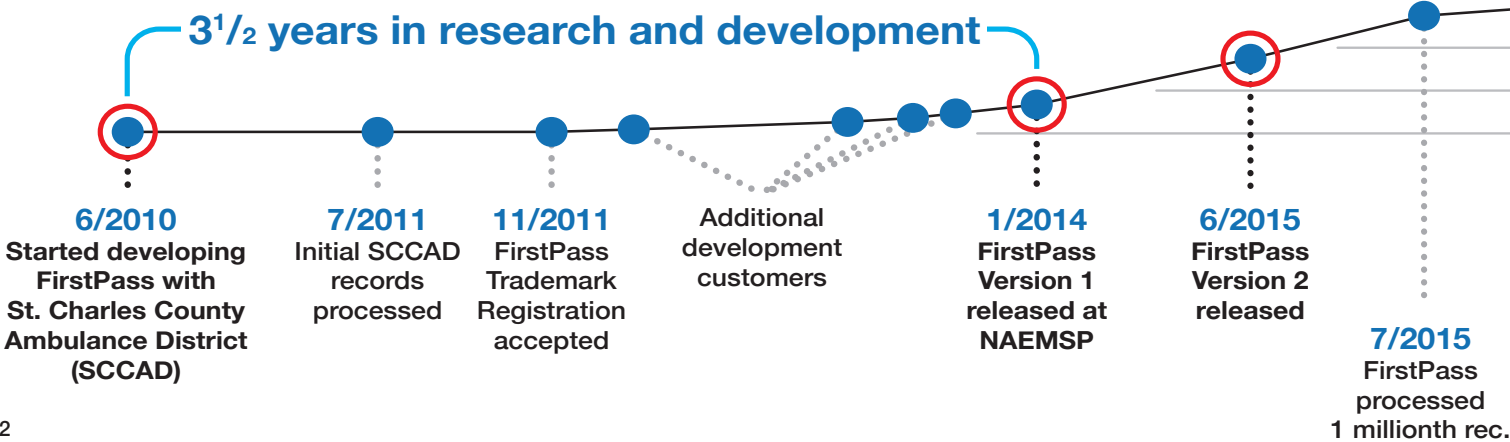 3 1/2 years in research and development
6/2010
Started developing
FirstPass with
St. Charles County
Ambulance District
(SCCAD)
7/2011
Initial SCCAD
records
processed
11/2011
FirstPass
Trademark
Registration
accepted
Additional
development
customers
1/2014
FirstPass
Version 1
released at
NAEMSP
6/2015
FirstPass
Version 2
released
7/2015
FirstPass
processed
1 millionth rec.
2